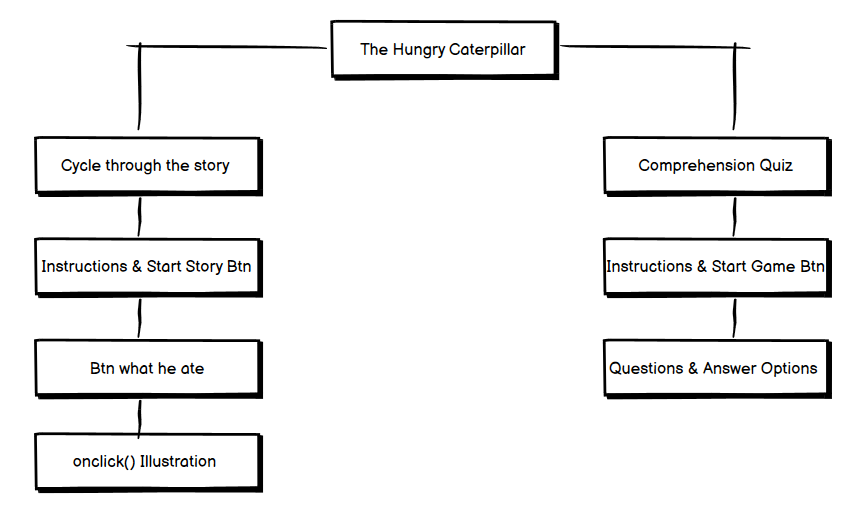 The Hungry Caterpillar
Cycle through the story
Comprehension Quiz
Instructions & Start Story Btn
Instructions & Start Game Btn
Btn what he ate
Questions & Answer Options
onclick() Illustration